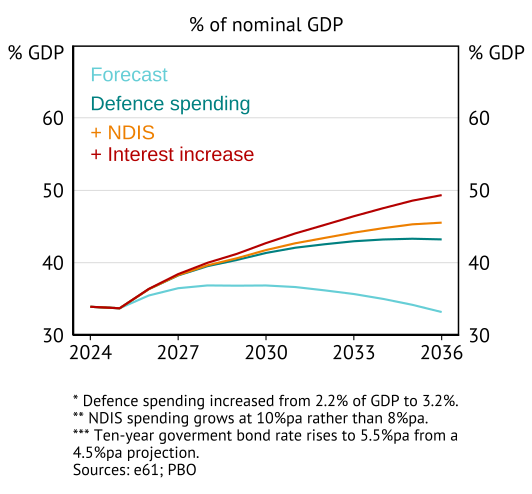 % of nominal GDP
% GDP
% GDP
Forecast
Defence spending
+ NDIS
+ Interest increase
60
60
50
50
40
40
30
30
2024
2027
2030
2033
2036
* Defence spending increased from 2.2% of GDP to 3.2%.
** NDIS spending grows at 10%pa rather than 8%pa.
*** Ten-year goverment bond rate rises to 5.5%pa from a
4.5%pa projection.
Sources: e61; PBO